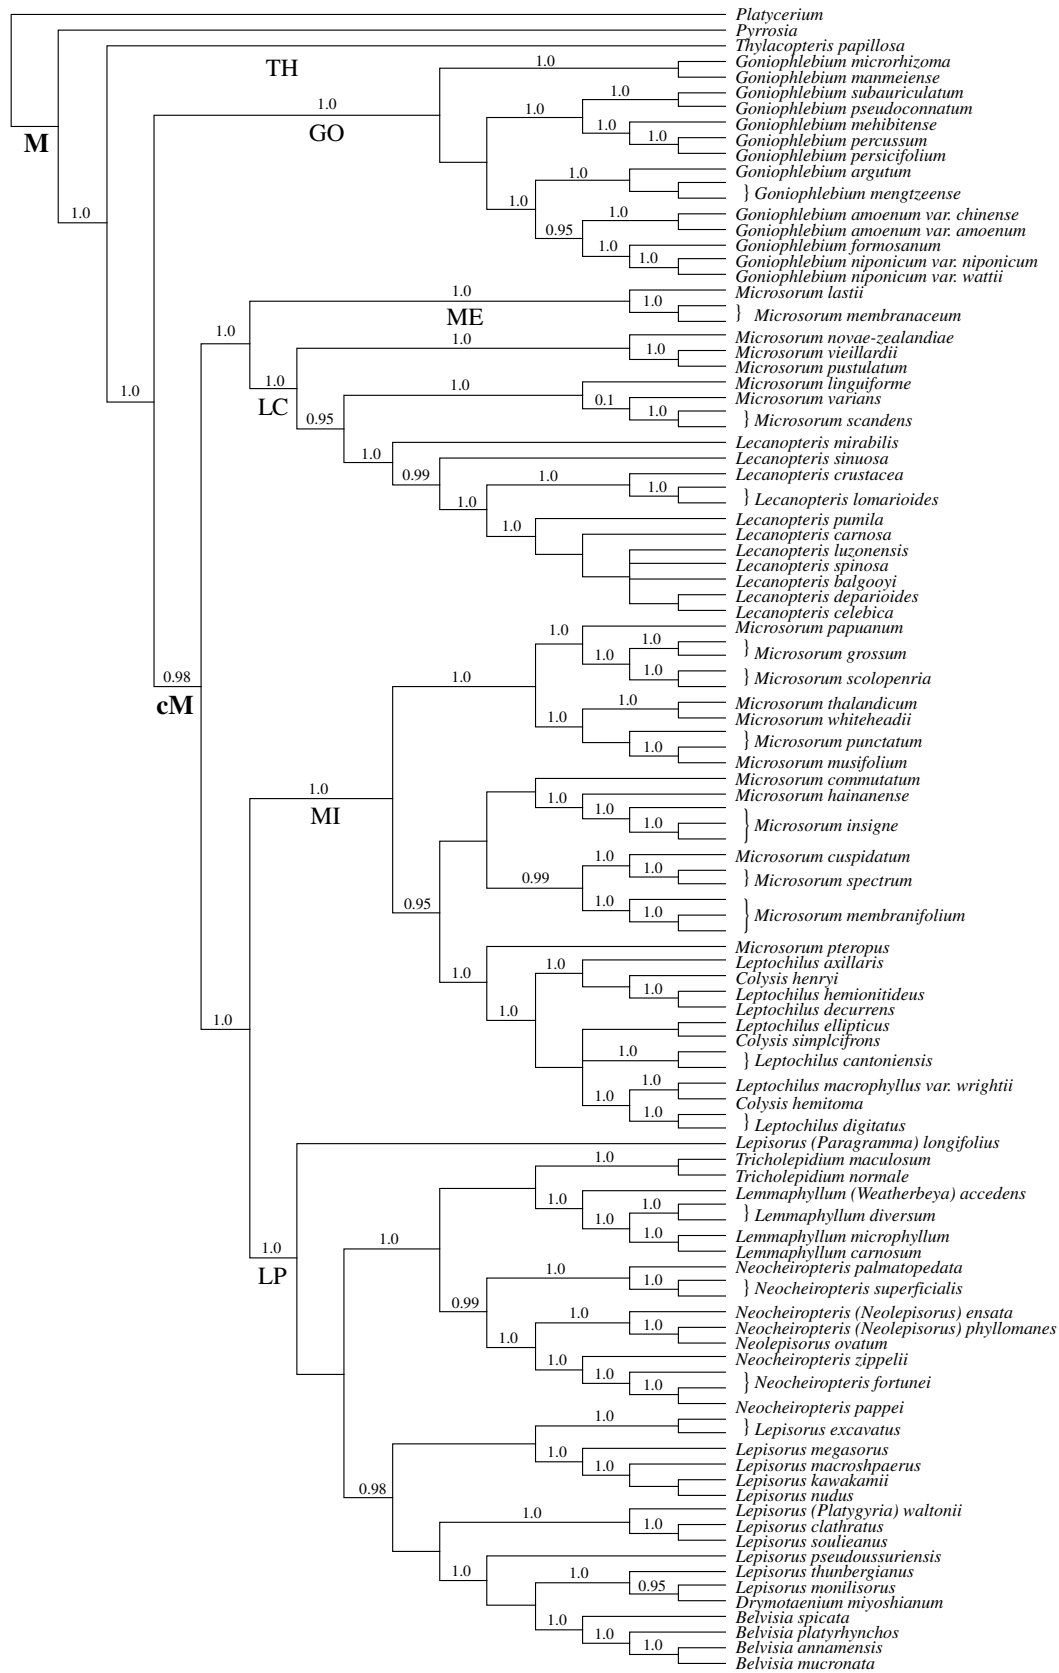 Platycerium
Pyrrosia
Thylacopteris papillosa
1.0 Goniophlebium microrhizoma
TH
Goniophlebium manmeiense
1.0 Goniophlebium subauriculatum
1.0 1.0 Goniophlebium pseudoconnatum
GO 1.0 Goniophlebium mehibitense
M 1.0 Goniophlebium percussum
Goniophlebium persicifolium
1.0 Goniophlebium argutum
} Goniophlebium mengtzeense
1.0 1.0 1.0 Goniophlebium amoenum var. chinense
0.95 Goniophlebium amoenum var. amoenum
1.0 Goniophlebium formosanum
1.0 Goniophlebium niponicum var. niponicum
Goniophlebium niponicum var. wattii
1.0 Microsorum lastii
1.0
ME } Microsorum membranaceum
1.0 1.0 Microsorum novae-zealandiae
1.0 Microsorum vieillardii
Microsorum pustulatum
1.0 1.0 1.0 Microsorum linguiforme
LC 0.1 Microsorum varians
0.95 1.0 } Microsorum scandens
Lecanopteris mirabilis
1.0 Lecanopteris sinuosa
0.99 1.0 Lecanopteris crustacea
1.0 } Lecanopteris lomarioides
1.0
1.0 Lecanopteris pumila
Lecanopteris carnosa
Lecanopteris luzonensis
Lecanopteris spinosa
Lecanopteris balgooyi
Lecanopteris deparioides
Lecanopteris celebica
1.0 Microsorum papuanum
1.0 } Microsorum grossum
1.0
0.98 1.0 1.0 } Microsorum scolopenria
cM 1.0 Microsorum thalandicum
1.0 Microsorum whiteheadii
} Microsorum punctatum
1.0 Microsorum musifolium
Microsorum commutatum
1.0 1.0 Microsorum hainanense
MI 1.0
1.0 } Microsorum insigne
1.0 Microsorum cuspidatum
0.99 1.0 } Microsorum spectrum
0.95 1.0 1.0 } Microsorum membranifolium
Microsorum pteropus
1.0 1.0 Leptochilus axillaris
Colysis henryi
1.0 Leptochilus hemionitideus
1.0 Leptochilus decurrens
1.0 Leptochilus ellipticus
Colysis simplcifrons
1.0 } Leptochilus cantoniensis
1.0 Leptochilus macrophyllus var. wrightii
1.0 Colysis hemitoma
1.0 } Leptochilus digitatus
Lepisorus (Paragramma) longifolius
1.0 Tricholepidium maculosum
Tricholepidium normale
1.0 Lemmaphyllum (Weatherbeya) accedens
1.0 } Lemmaphyllum diversum
1.0
1.0 1.0 1.0 Lemmaphyllum microphyllum
Lemmaphyllum carnosum
LP 1.0 Neocheiropteris palmatopedata
1.0 } Neocheiropteris superficialis
0.99 1.0 Neocheiropteris (Neolepisorus) ensata
1.0 Neocheiropteris (Neolepisorus) phyllomanes
1.0 Neolepisorus ovatum
1.0 Neocheiropteris zippelii
1.0 1.0 } Neocheiropteris fortunei
Neocheiropteris pappei
1.0 } Lepisorus excavatus
1.0 Lepisorus megasorus
1.0 Lepisorus macroshpaerus
0.98 Lepisorus kawakamii
Lepisorus nudus
1.0 Lepisorus (Platygyria) waltonii
1.0 Lepisorus clathratus
Lepisorus soulieanus
1.0 Lepisorus pseudoussuriensis
1.0 Lepisorus thunbergianus
0.95 Lepisorus monilisorus
Drymotaenium miyoshianum
1.0 Belvisia spicata
1.0 Belvisia platyrhynchos
1.0 Belvisia annamensis
Belvisia mucronata